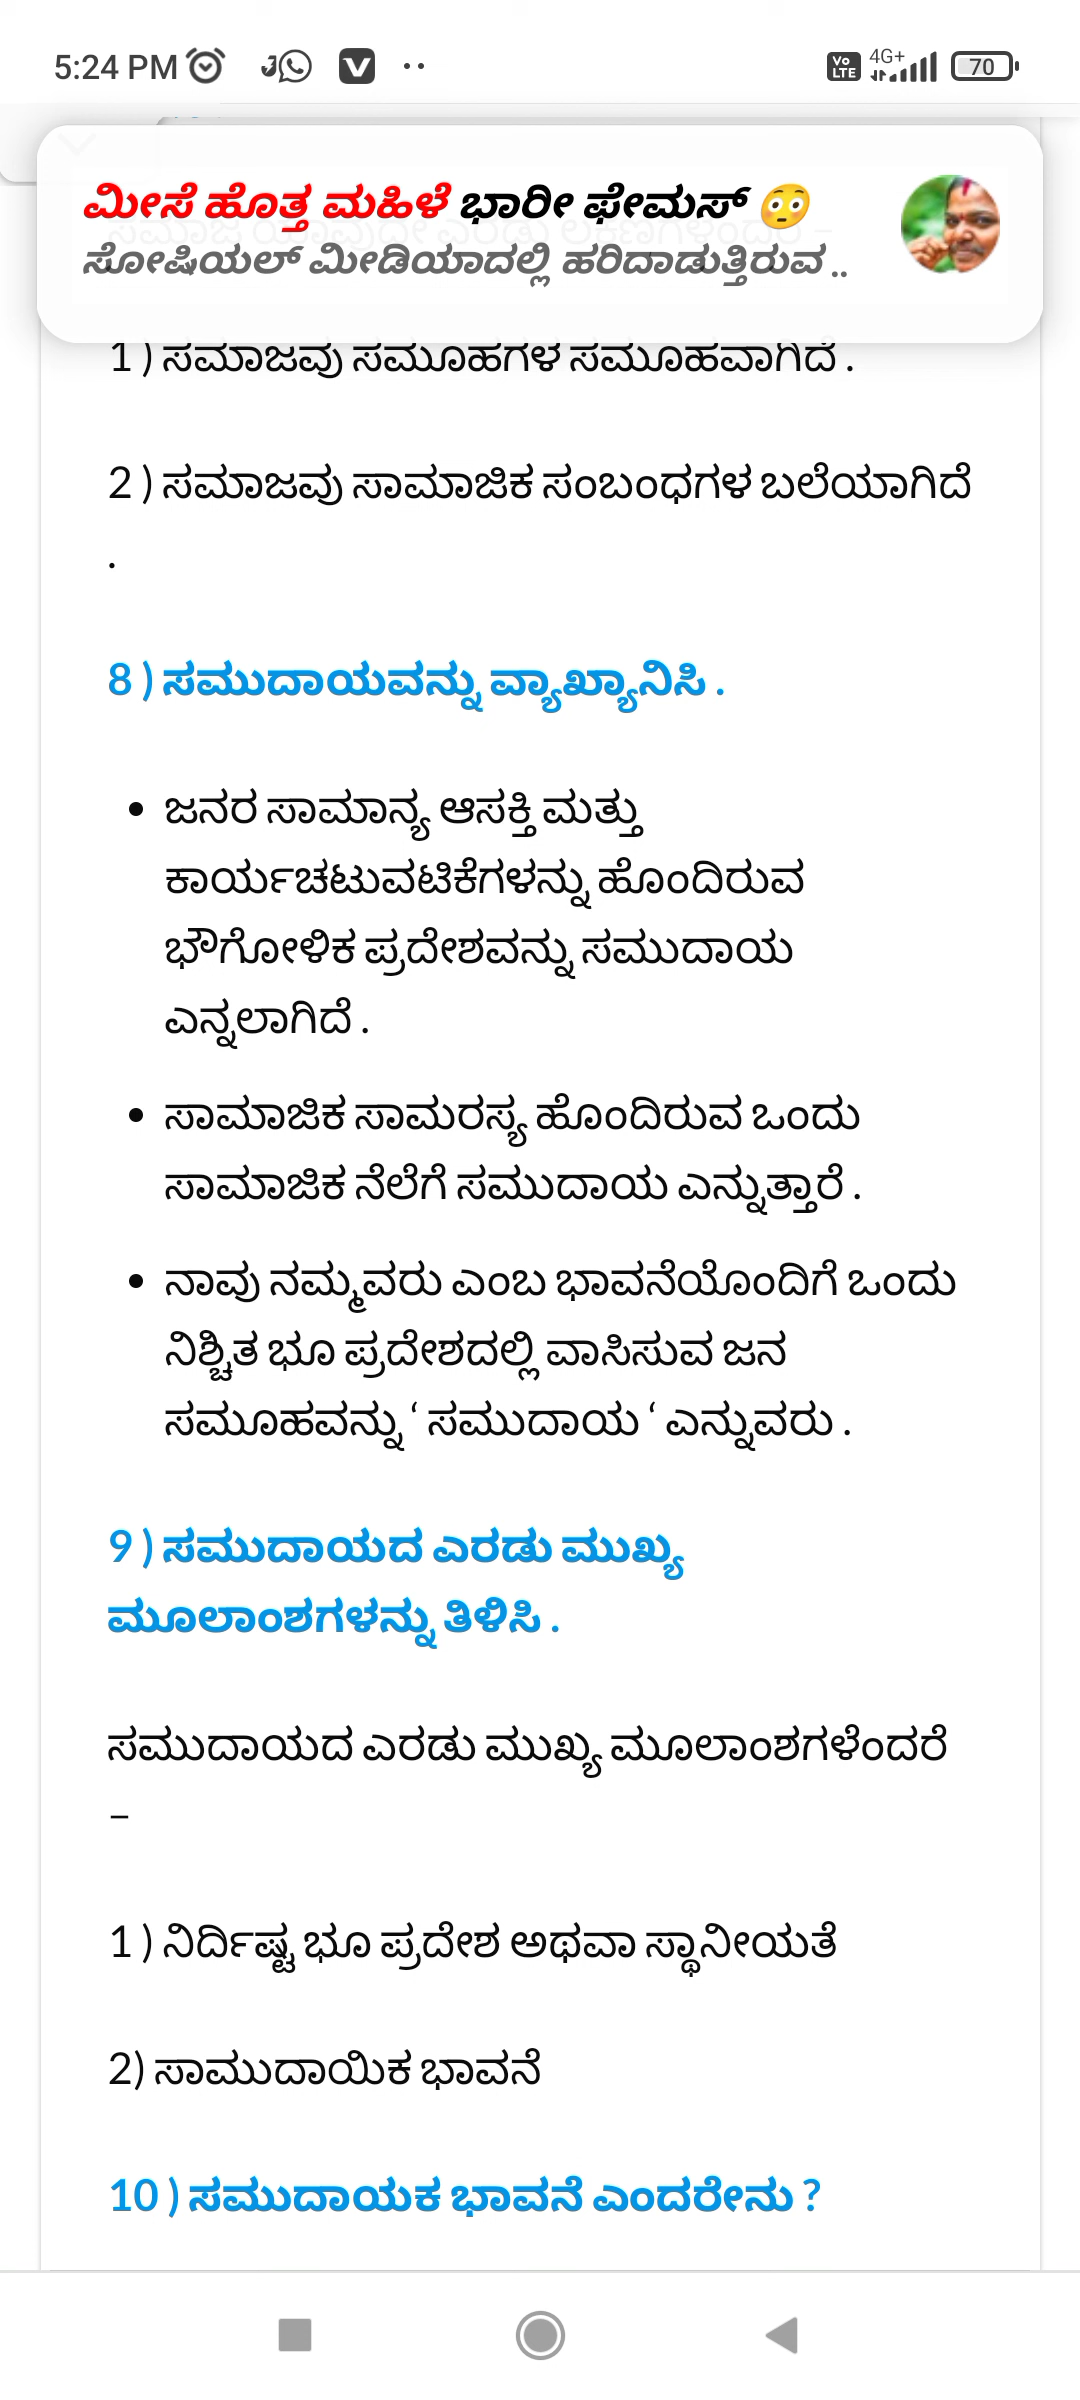 5:24 PM
Vo LTE 4G+ 70
ಮೀಸೆ ಹೊತ್ತ ಮಹಿಳೆ ಭಾರೀ ಫೇಮಸ್ 😳
ಸೋಷಿಯಲ್ ಮೀಡಿಯಾದಲ್ಲಿ ಹರಿದಾಡುತ್ತಿರುವ ..
1 ) ಸಮಾಜವು ಸಮೂಹಗಳ ಸಮೂಹವಾಗಿದೆ .
2 ) ಸಮಾಜವು ಸಾಮಾಜಿಕ ಸಂಬಂಧಗಳ ಬಲೆಯಾಗಿದೆ
.
8 ) ಸಮುದಾಯವನ್ನು ವ್ಯಾಖ್ಯಾನಿಸಿ .
• ಜನರ ಸಾಮಾನ್ಯ ಆಸಕ್ತಿ ಮತ್ತು
ಕಾರ್ಯಚಟುವಟಿಕೆಗಳನ್ನು ಹೊಂದಿರುವ
ಭೌಗೋಳಿಕ ಪ್ರದೇಶವನ್ನು ಸಮುದಾಯ
ಎನ್ನಲಾಗಿದೆ .
• ಸಾಮಾಜಿಕ ಸಾಮರಸ್ಯ ಹೊಂದಿರುವ ಒಂದು
ಸಾಮಾಜಿಕ ನೆಲೆಗೆ ಸಮುದಾಯ ಎನ್ನುತ್ತಾರೆ .
• ನಾವು ನಮ್ಮವರು ಎಂಬ ಭಾವನೆಯೊಂದಿಗೆ ಒಂದು
ನಿಶ್ಚಿತ ಭೂ ಪ್ರದೇಶದಲ್ಲಿ ವಾಸಿಸುವ ಜನ
ಸಮೂಹವನ್ನು ‘ ಸಮುದಾಯ ‘ ಎನ್ನುವರು .
9 ) ಸಮುದಾಯದ ಎರಡು ಮುಖ್ಯ
ಮೂಲಾಂಶಗಳನ್ನು ತಿಳಿಸಿ .
ಸಮುದಾಯದ ಎರಡು ಮುಖ್ಯ ಮೂಲಾಂಶಗಳೆಂದರೆ
–
1 ) ನಿರ್ದಿಷ್ಟ ಭೂ ಪ್ರದೇಶ ಅಥವಾ ಸ್ಥಾನೀಯತೆ
2) ಸಾಮುದಾಯಿಕ ಭಾವನೆ
10 ) ಸಮುದಾಯಕ ಭಾವನೆ ಎಂದರೇನು ?